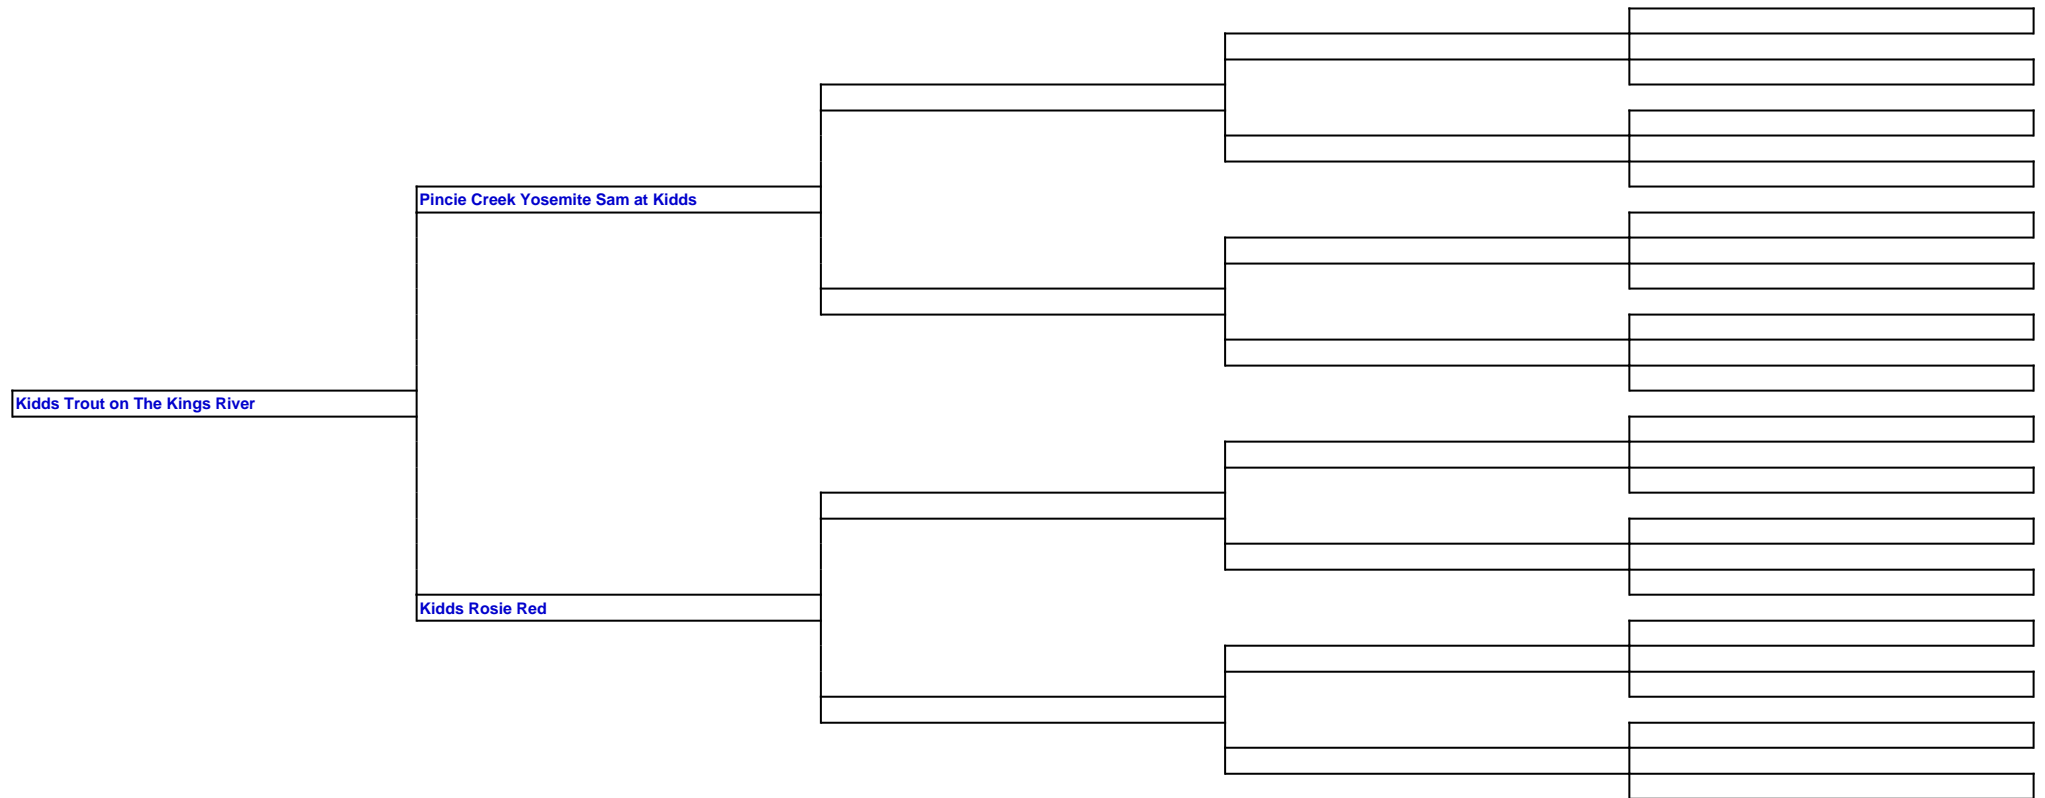 Pincie Creek Yosemite Sam at Kidds
Kidds Trout on The Kings River
Kidds Rosie Red